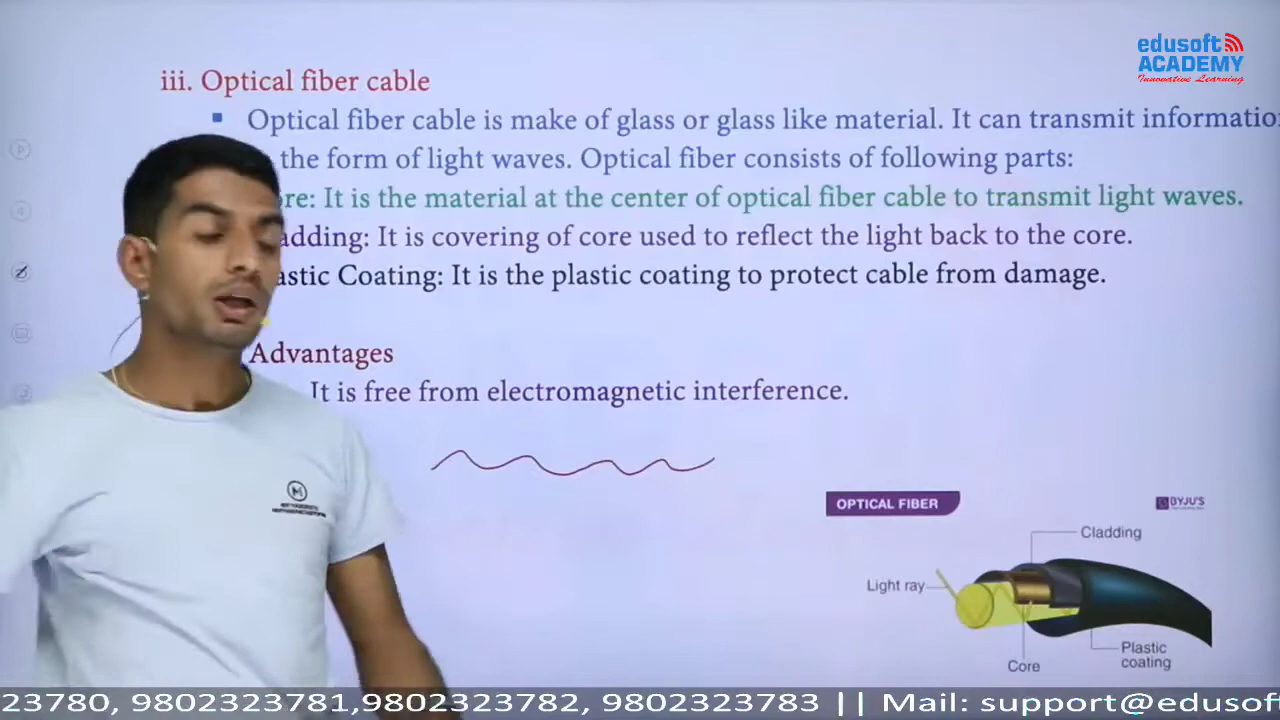 edusoft
ACADEMY
Innovative Learning
iii. Optical fiber cable
Optical fiber cable is make of glass or glass like material. It can transmit informatio
the form of light waves. Optical fiber consists of following parts:
re: It is the material at the center of optical fiber cable to transmit light waves.
adding: It is covering of core used to reflect the light back to the core.
astic Coating: It is the plastic coating to protect cable from damage.
Advantages
It is free from electromagnetic interference.
OPTICAL FIBER
BYJU'S
Cladding
Light ray
Plastic
coating
Core
23780, 9802323781,9802323782, 9802323783 || Mail: support@edusof